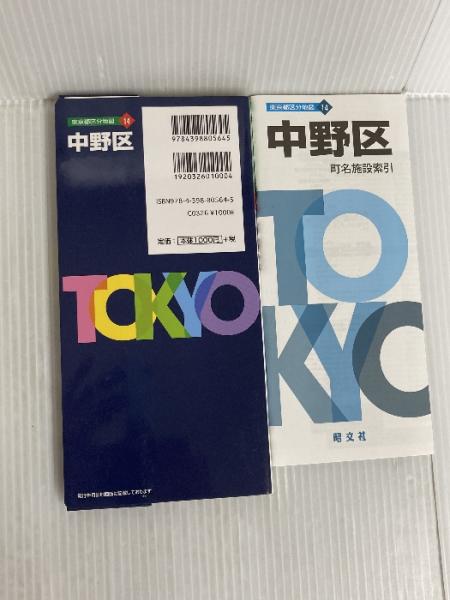 東京都区分地図 14
中野区
9784398805645
1920326010004
ISBN978-4-398-80564-5
C0326 ¥1000E
定価：本体1000円+税
TOKYO
東京都区分地図 14
中野区
町名施設索引
TO
KYO
昭文社